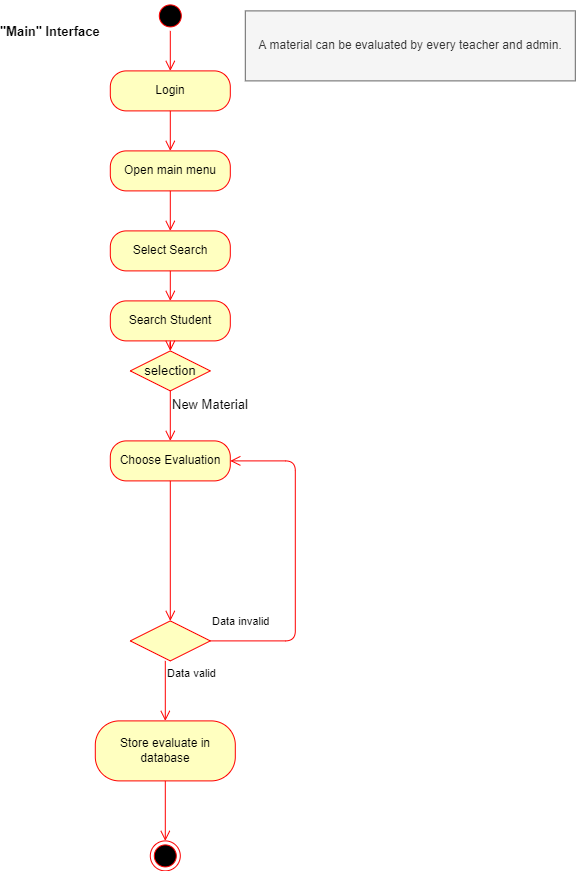 "Main" Interface
A material can be evaluated by every teacher and admin.
Login
Open main menu
Select Search
Search Student
selection
New Material
Choose Evaluation
Data invalid
Data valid
Store evaluate in
database